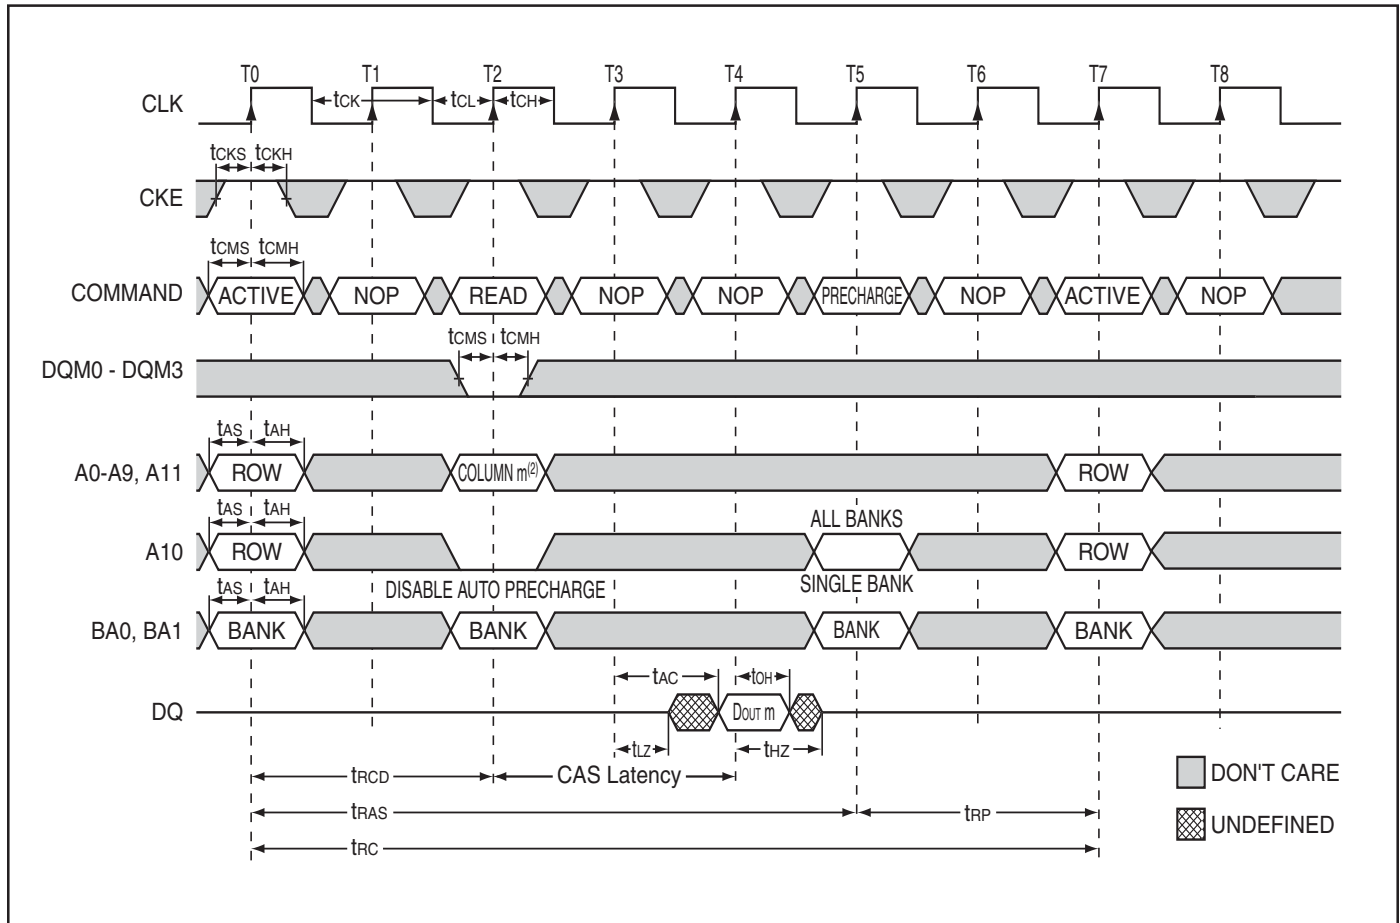 T0 T1 T2 T3 T4 T5 T6 T7 T8
CLK tCK tCL tCH
tCKS tCKH
CKE
tCMS tCMH
COMMAND ACTIVE NOP READ NOP NOP PRECHARGE NOP ACTIVE NOP
tCMS tCMH
DQM0 - DQM3
tAS tAH
A0-A9, A11 ROW COLUMN m(2) ROW
tAS tAH ALL BANKS
A10 ROW ROW
DISABLE AUTO PRECHARGE SINGLE BANK
tAS tAH
BA0, BA1 BANK BANK BANK BANK
tAC tOH
DQ DOUT m
tLZ tHZ
tRCD CAS Latency
DON'T CARE
tRAS tRP
UNDEFINED
tRC